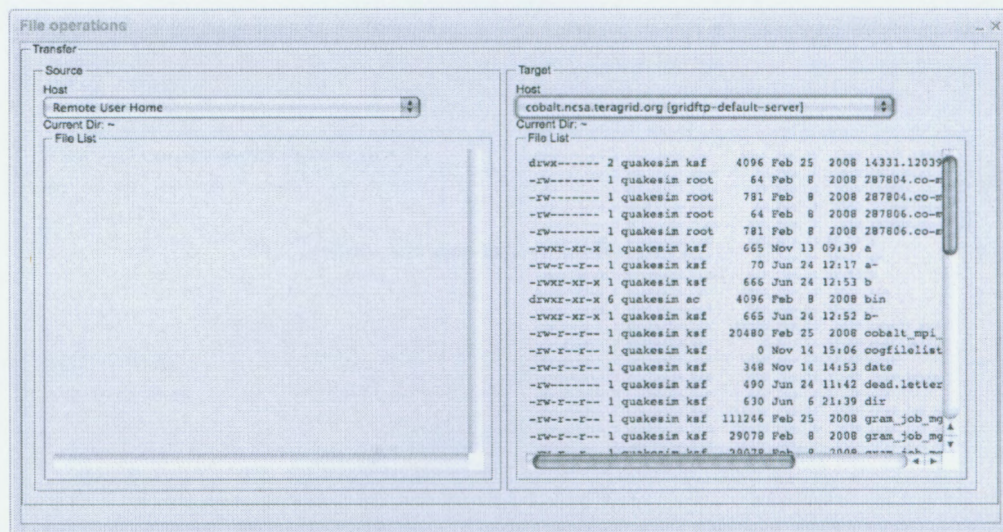 File operations
Transfer
Source
Host
Remote User Home
Current Dir: ~
File List
Target
Host
cobalt.ncsa.teragrid.org [gridftp-default-server]
Current Dir: ~
File List
drwx------ 2 quakesim ksf 4096 Feb 25 2008 14331.12039
-rw------- 1 quakesim root 64 Feb 8 2008 287804.co-m
-rw------- 1 quakesim root 781 Feb 8 2008 287804.co-m
-rw------- 1 quakesim root 64 Feb 8 2008 287806.co-m
-rw------- 1 quakesim root 781 Feb 8 2008 287806.co-m
-rwxr-xr-x 1 quakesim ksf 665 Nov 13 09:39 a
-rw-r--r-- 1 quakesim ksf 70 Jun 24 12:17 a-
-rwxr-xr-x 1 quakesim ksf 666 Jun 24 12:53 b
drwxr-xr-x 6 quakesim ac 4096 Feb 8 2008 bin
-rwxr-xr-x 1 quakesim ksf 665 Jun 24 12:52 b-
-rw-r--r-- 1 quakesim ksf 20480 Feb 25 2008 cobalt_mpi_
-rw-r--r-- 1 quakesim ksf 0 Nov 14 15:06 cogfilelist
-rw-r--r-- 1 quakesim ksf 348 Nov 14 14:53 date
-rw------- 1 quakesim ksf 490 Jun 24 11:42 dead.letter
-rw-r--r-- 1 quakesim ksf 630 Jun 6 21:39 dir
-rw-r--r-- 1 quakesim ksf 111246 Feb 25 2008 gram_job_mg
-rw-r--r-- 1 quakesim ksf 29078 Feb 8 2008 gram_job_mg
-rw-r--r-- 1 quakesim ksf 29078 Feb 8 2008 gram_job_mg